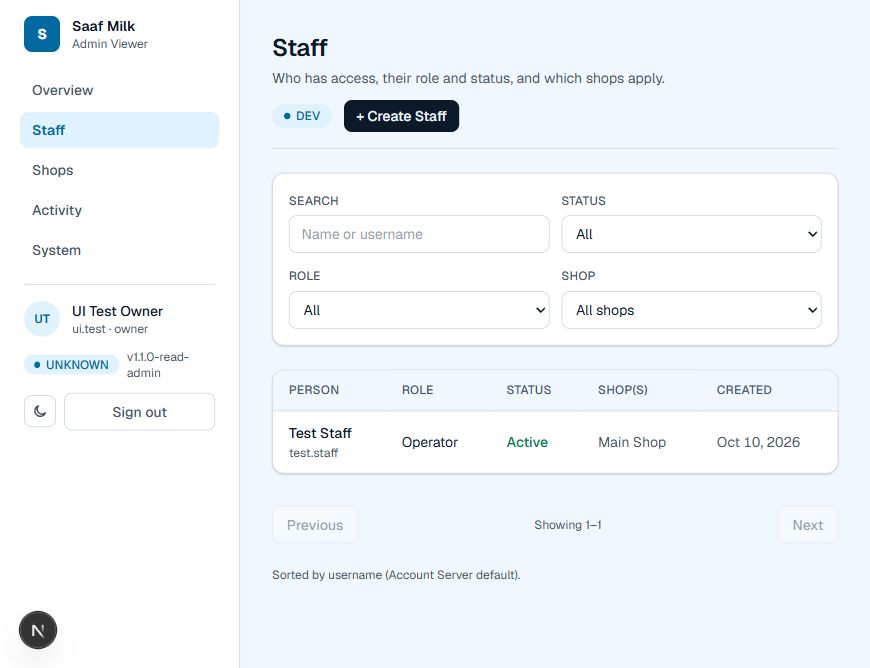 S
Saaf Milk
Admin Viewer
Overview
Staff
Shops
Activity
System
UT
UI Test Owner
ui.test · owner
UNKNOWN
v1.1.0-read-
admin
Sign out
N
Staff
Who has access, their role and status, and which shops apply.
DEV
+ Create Staff
SEARCH
STATUS
Name or username
All
ROLE
SHOP
All
All shops
PERSON ROLE STATUS SHOP(S) CREATED
Test Staff
test.staff
Operator Active Main Shop Oct 10, 2026
Previous Showing 1–1 Next
Sorted by username (Account Server default).